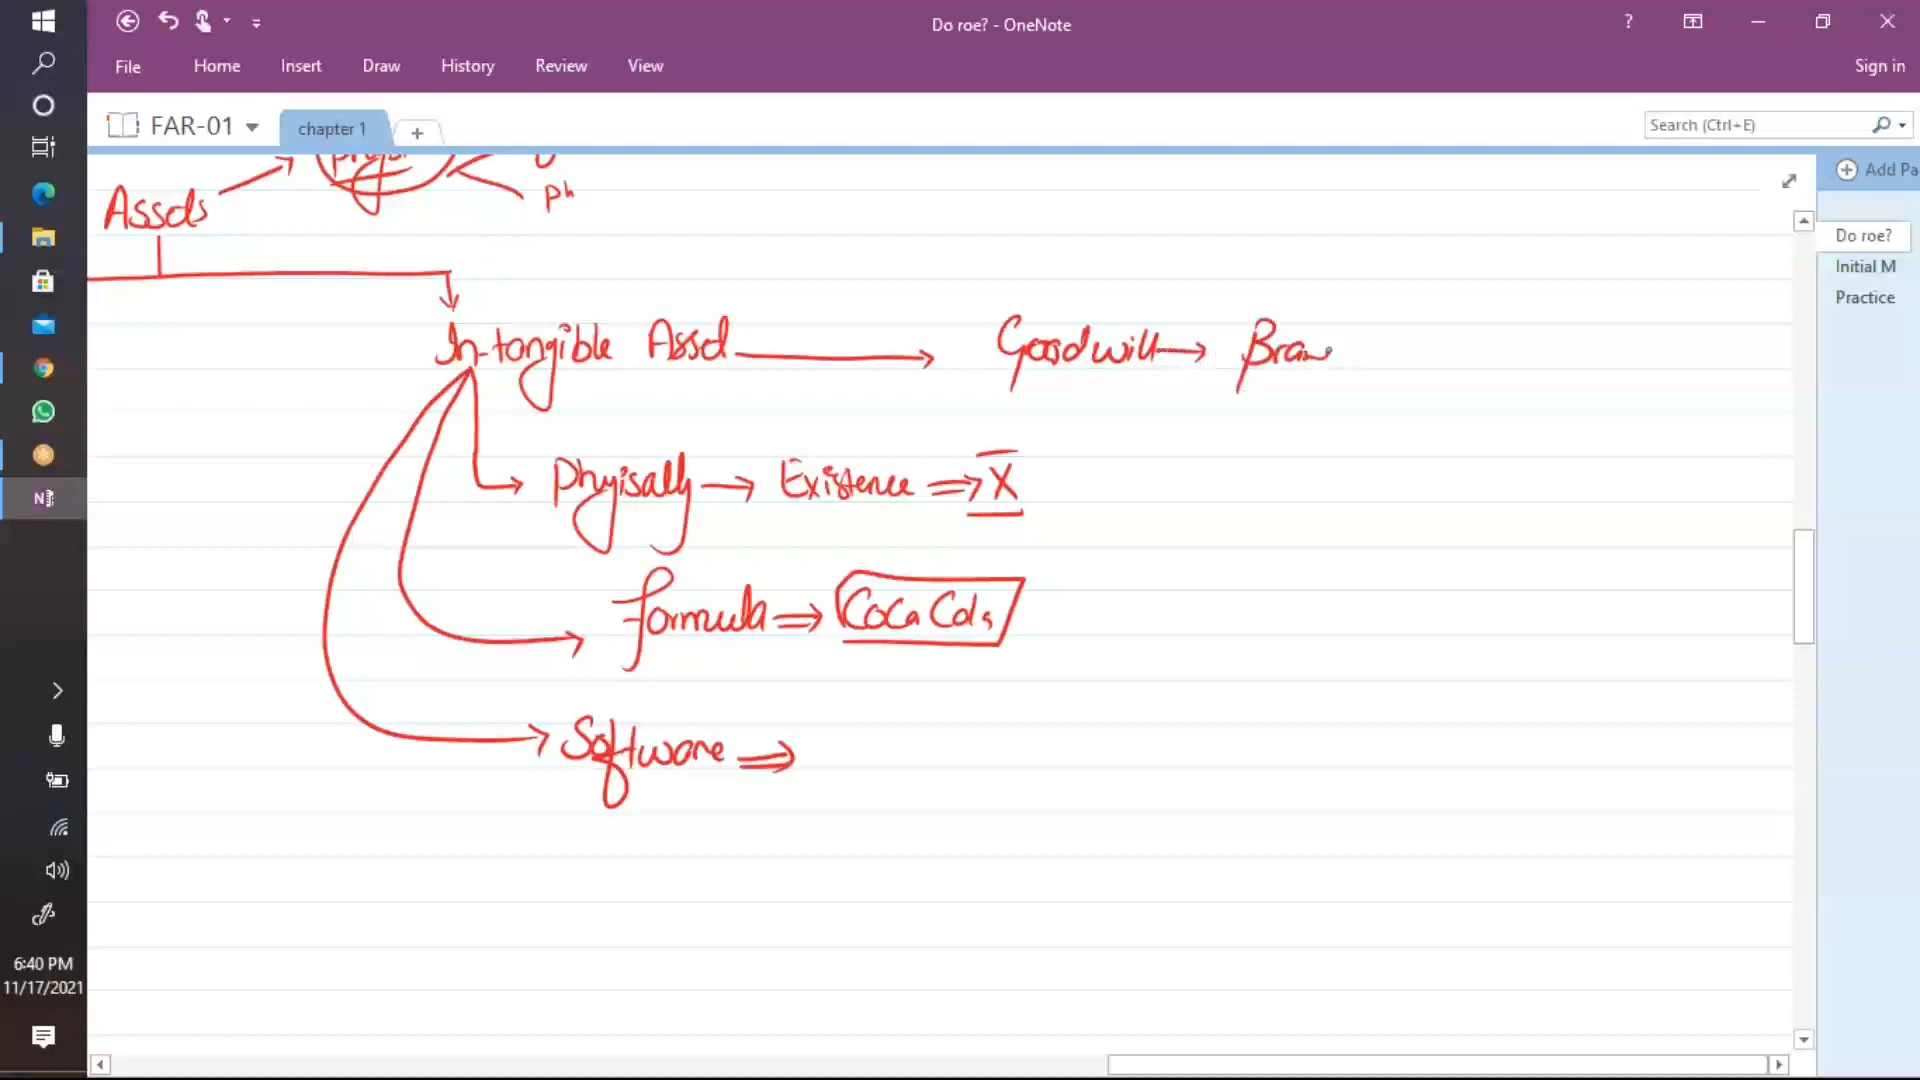 Do roe? - OneNote
?
File Home Insert Draw History Review View
Sign in
FAR-01 chapter 1 +
Search (Ctrl+E)
Add Pa
Do roe?
Initial M
Practice
ph
Assets
In-tangible Asset Goodwill → Bran
Phyisally → Existence ⇒ X
formula ⇒ Coca Cola
Software ⇒
6:40 PM
11/17/2021